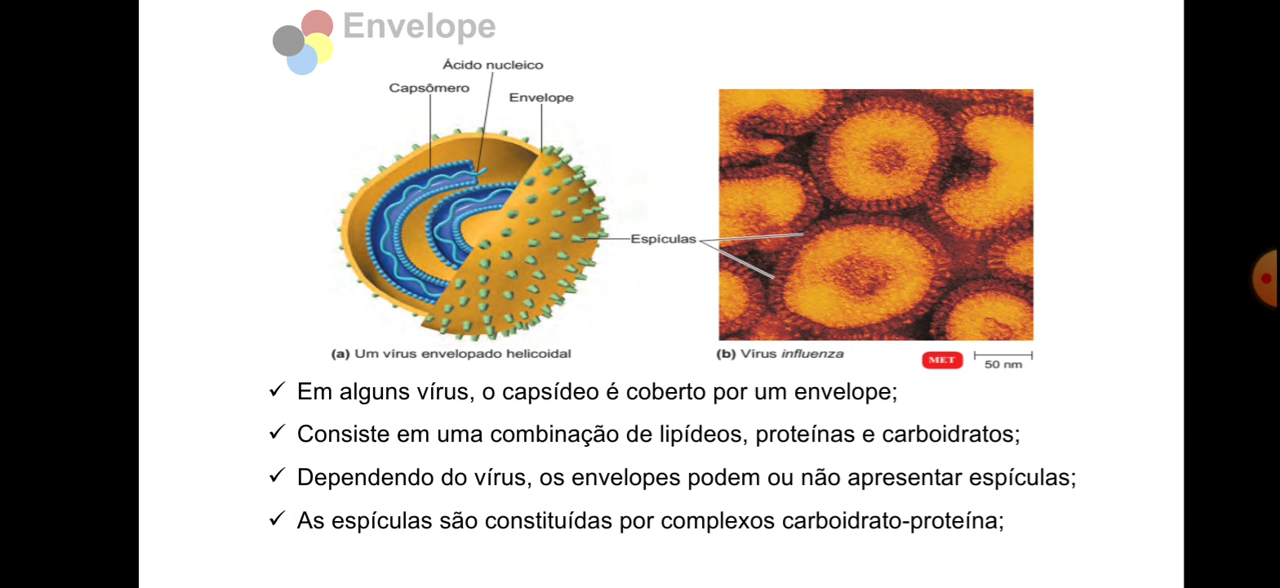 Envelope
Ácido nucleico
Capsômero
Envelope
Espículas
(a) Um vírus envelopado helicoidal
(b) Vírus influenza
MET
50 nm
✓ Em alguns vírus, o capsídeo é coberto por um envelope;
✓ Consiste em uma combinação de lipídeos, proteínas e carboidratos;
✓ Dependendo do vírus, os envelopes podem ou não apresentar espículas;
✓ As espículas são constituídas por complexos carboidrato-proteína;